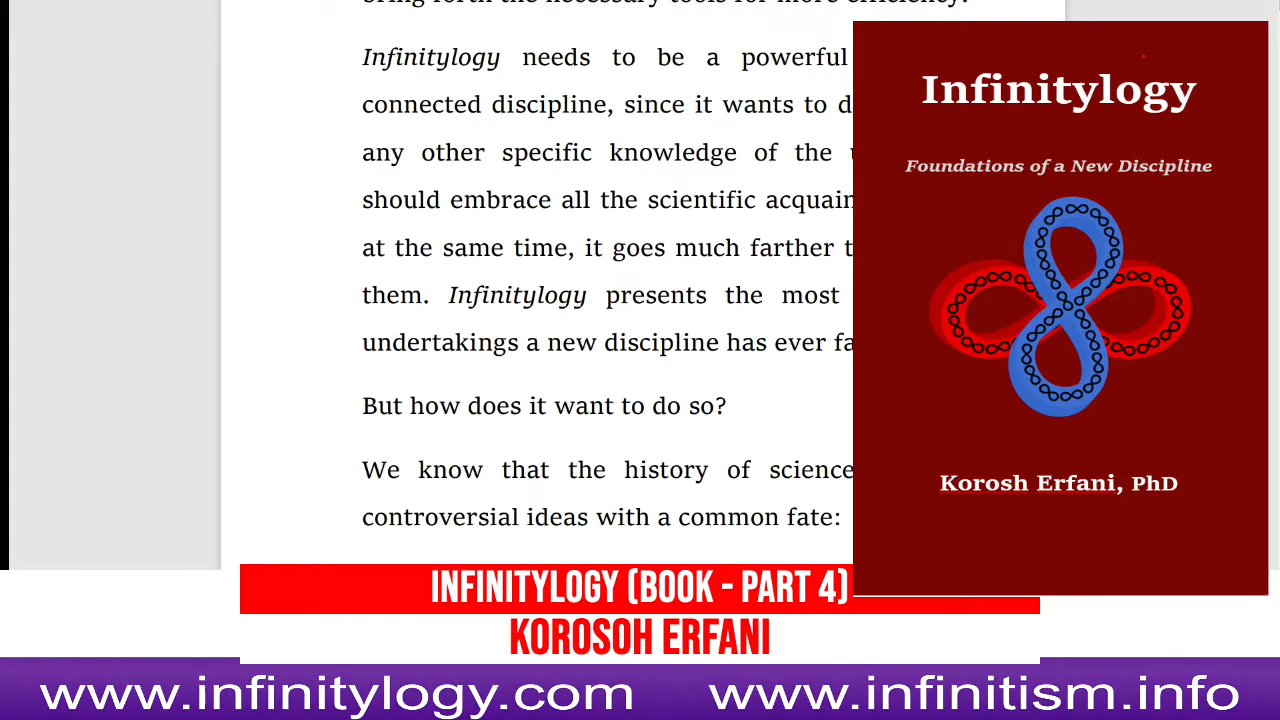 Infinitylogy needs to be a powerful
connected discipline, since it wants to
any other specific knowledge of the
should embrace all the scientific
at the same time, it goes much farther
them. Infinitylogy presents the most
undertakings a new discipline has ever
But how does it want to do so?
We know that the history of science
controversial ideas with a common fate:
Infinitylogy
Foundations of a New Discipline
Korosh Erfani, PhD
INFINITYLOGY (BOOK - PART 4)
KOROSOH ERFANI
www.infinitylogy.com www.infinitism.info